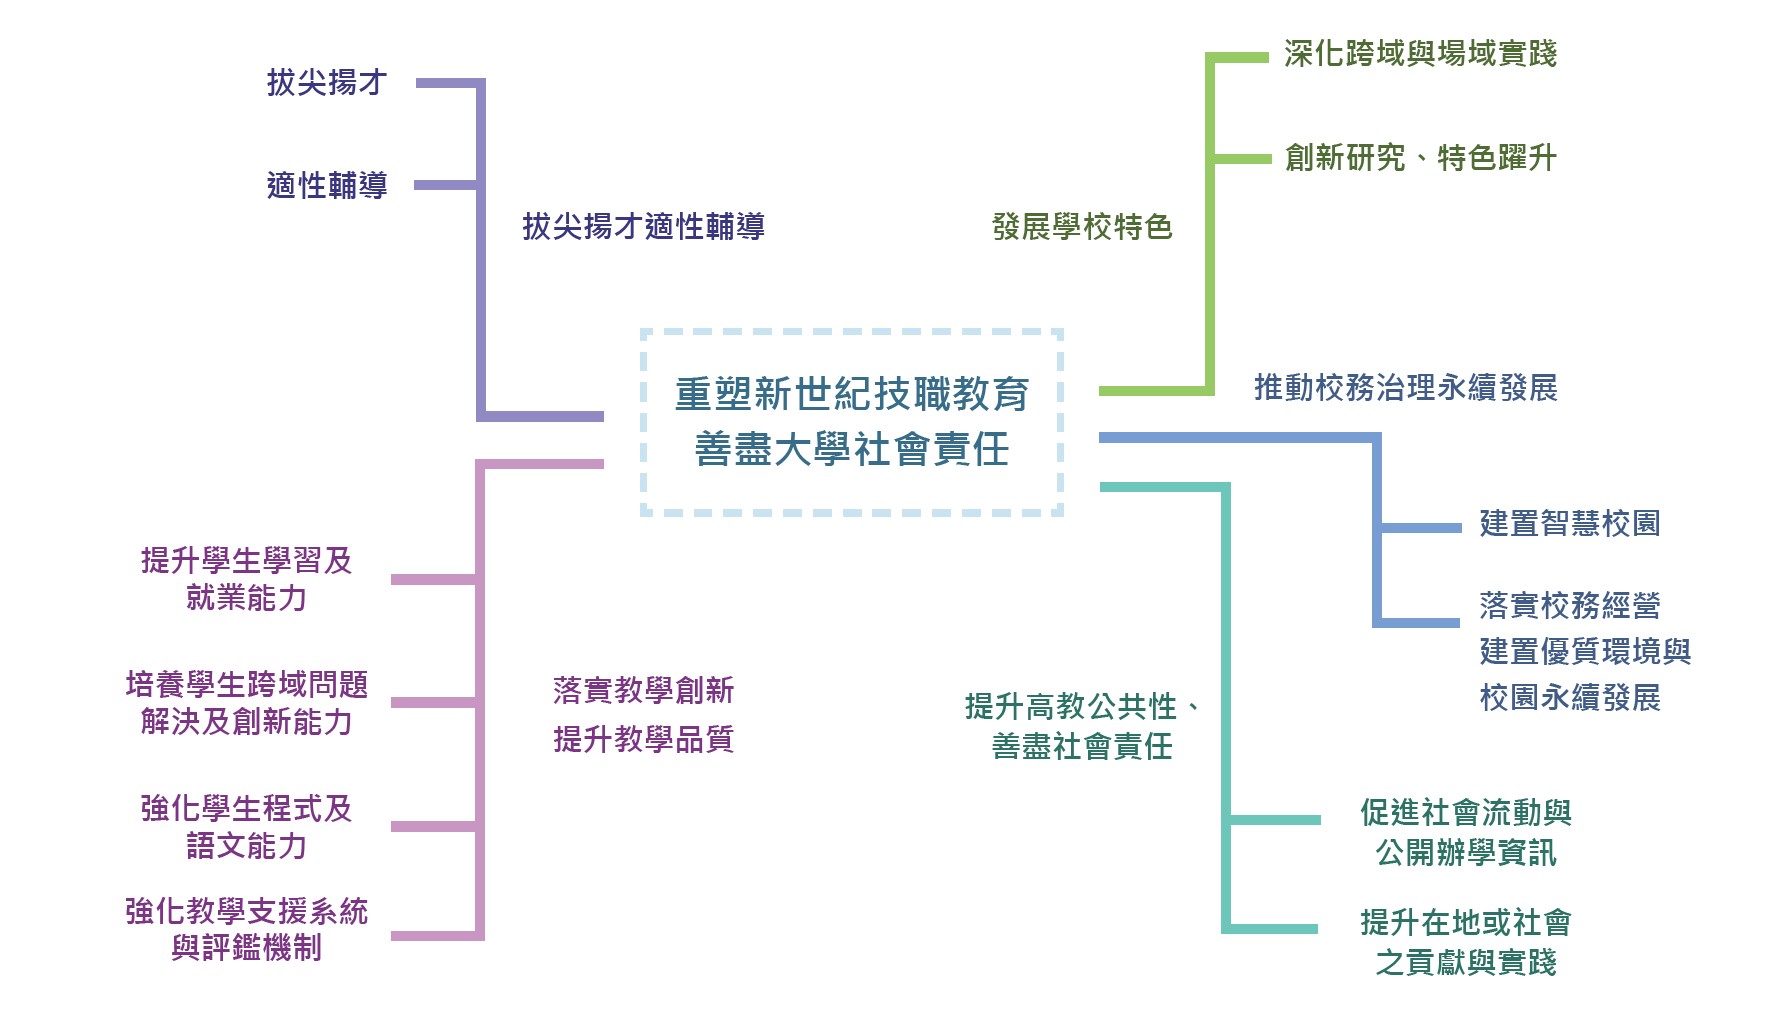 重塑新世紀技職教育
善盡大學社會責任
拔尖揚才適性輔導
拔尖揚才
適性輔導
落實教學創新
提升教學品質
提升學生學習及
就業能力
培養學生跨域問題
解決及創新能力
強化學生程式及
語文能力
強化教學支援系統
與評鑑機制
發展學校特色
深化跨域與場域實踐
創新研究、特色躍升
推動校務治理永續發展
建置智慧校園
落實校務經營
建置優質環境與
校園永續發展
提升高教公共性、
善盡社會責任
促進社會流動與
公開辦學資訊
提升在地或社會
之貢獻與實踐